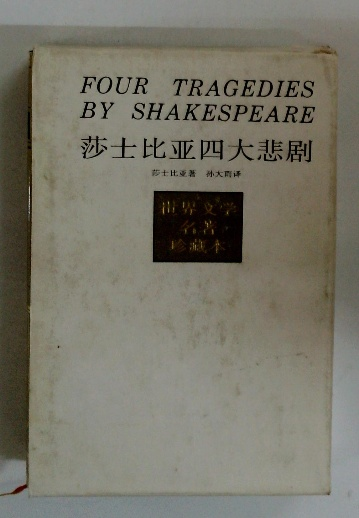 FOUR TRAGEDIES
BY SHAKESPEARE
莎士比亚四大悲剧
莎士比亚著 孙大雨译
世界文学
名著
珍藏本